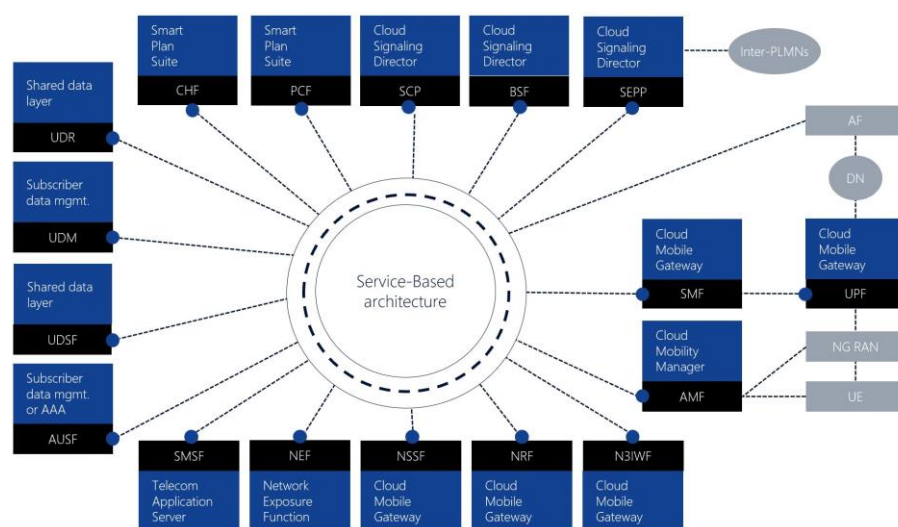 Smart
Plan
Suite
CHF
Smart
Plan
Suite
PCF
Cloud
Signaling
Director
SCP
Cloud
Signaling
Director
BSF
Cloud
Signaling
Director
SEPP
Inter-PLMNs
Shared data
layer
UDR
AF
DN
Subscriber
data mgmt.
UDM
Cloud
Mobile
Gateway
SMF
Cloud
Mobile
Gateway
UPF
Service-Based
architecture
Shared data
layer
UDSF
Cloud
Mobility
Manager
AMF
NG RAN
UE
Subscriber
data mgmt.
or AAA
AUSF
SMSF
Telecom
Application
Server
NEF
Network
Exposure
Function
NSSF
Cloud
Mobile
Gateway
NRF
Cloud
Mobile
Gateway
N3IWF
Cloud
Mobile
Gateway